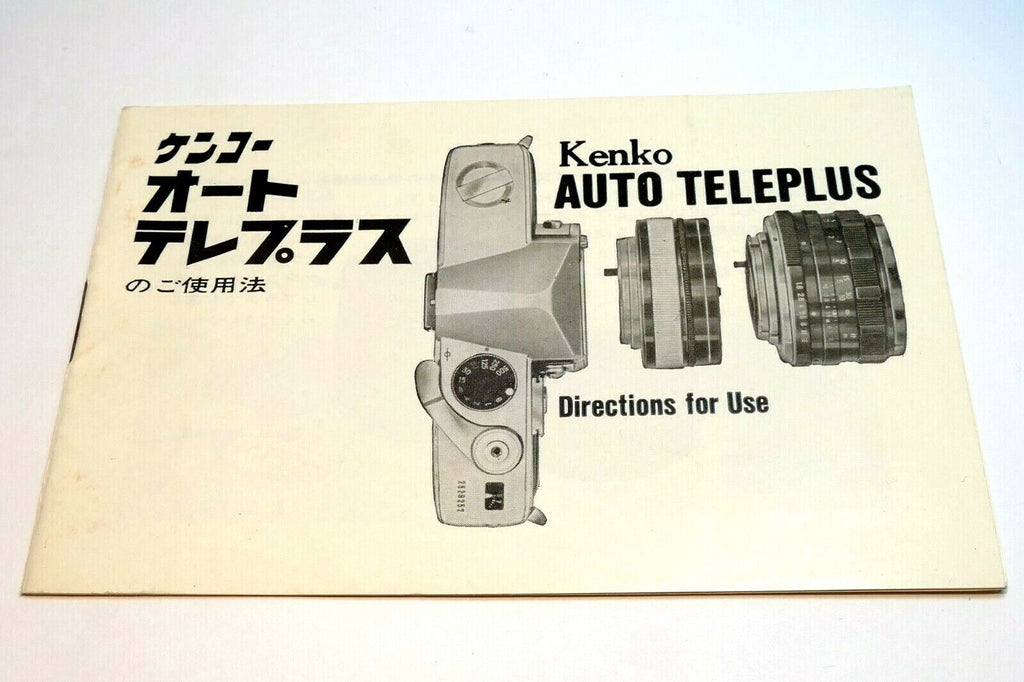 ケンコー
オート
テレプラス
のご使用法
Kenko
AUTO TELEPLUS
Directions for Use
2528252